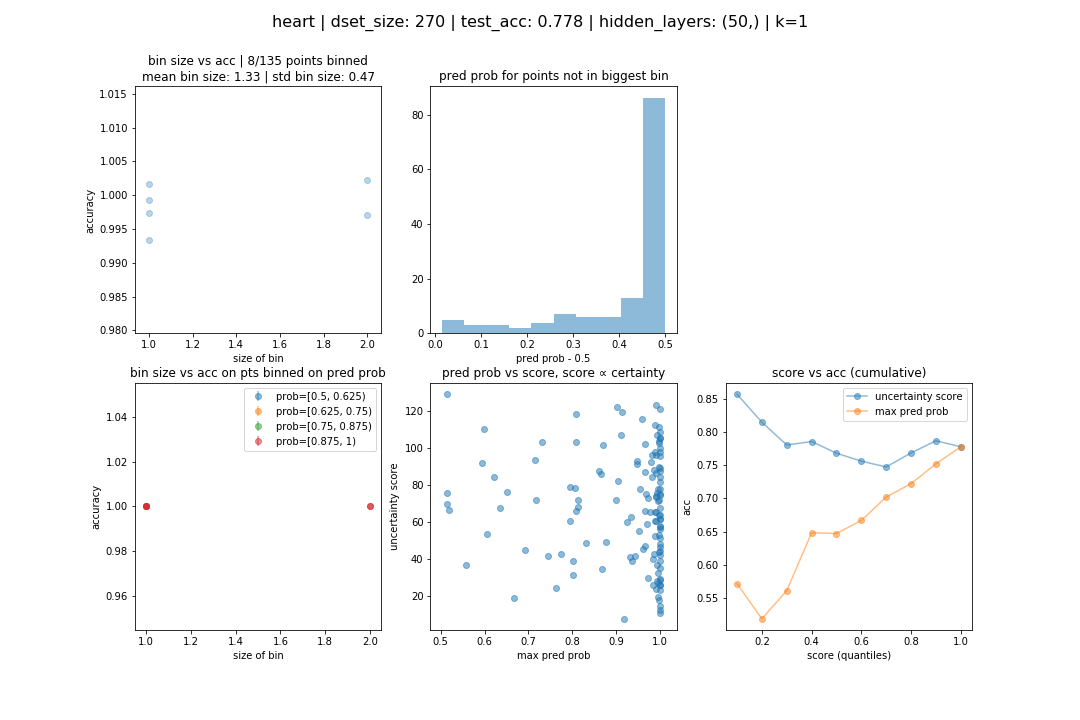 heart | dset_size: 270 | test_acc: 0.778 | hidden_layers: (50,) | k=1
bin size vs acc | 8/135 points binned
mean bin size: 1.33 | std bin size: 0.47
1.015
1.010
1.005
1.000
0.995
0.990
0.985
0.980
accuracy
1.0
1.2
1.4
1.6
1.8
2.0
size of bin
pred prob for points not in biggest bin
80
60
40
20
0
0.0
0.1
0.2
0.3
0.4
0.5
pred prob - 0.5
bin size vs acc on pts binned on pred prob
prob=[0.5, 0.625)
prob=[0.625, 0.75)
prob=[0.75, 0.875)
prob=[0.875, 1)
1.04
1.02
1.00
0.98
0.96
accuracy
1.0
1.2
1.4
1.6
1.8
2.0
size of bin
pred prob vs score, score ∝ certainty
120
100
80
60
40
20
uncertainty score
0.5
0.6
0.7
0.8
0.9
1.0
max pred prob
score vs acc (cumulative)
uncertainty score
max pred prob
0.85
0.80
0.75
0.70
0.65
0.60
0.55
acc
0.2
0.4
0.6
0.8
1.0
score (quantiles)